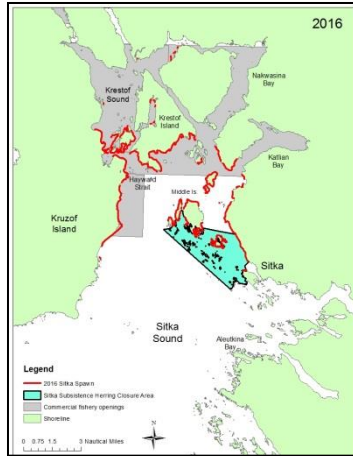 2016
Krestof
Sound
Nakwasina
Bay
Krestof
Island
Katlian
Bay
Hayward
Strait
Middle Is.
Kruzof
Island
Sitka
Sitka
Sound
Aleutkina
Bay
Legend
2016 Sitka Spawn
Sitka Subsistence Herring Closure Area
Commercial fishery openings
Shoreline
0 0.75 1.5 3 Nautical Miles
N